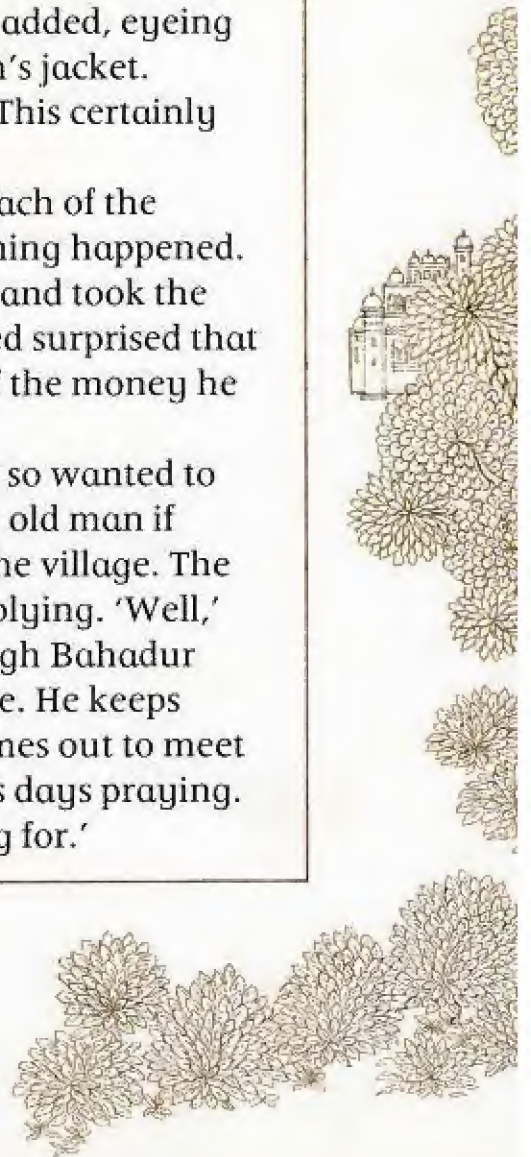 added, eyeing
n's jacket.
This certainly
ach of the
ning happened.
and took the
ed surprised that
f the money he
so wanted to
old man if
ne village. The
plying. 'Well,'
gh Bahadur
e. He keeps
nes out to meet
s days praying.
g for.'